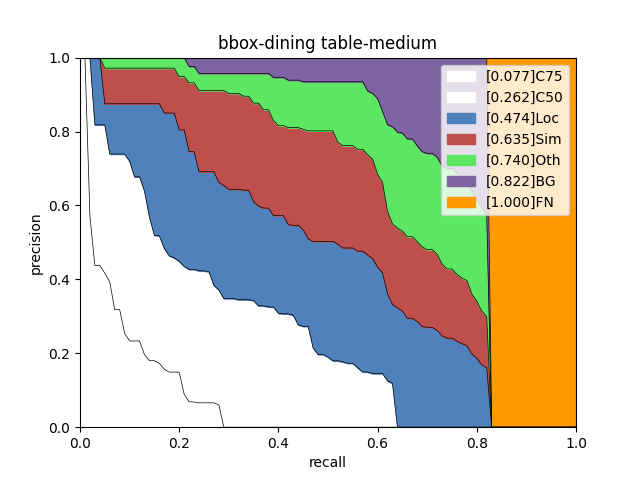 bbox-dining table-medium
1.0
0.8
0.6
0.4
0.2
0.0
precision
[0.077]C75
[0.262]C50
[0.474]Loc
[0.635]Sim
[0.740]Oth
[0.822]BG
[1.000]FN
0.0 0.2 0.4 0.6 0.8 1.0
recall